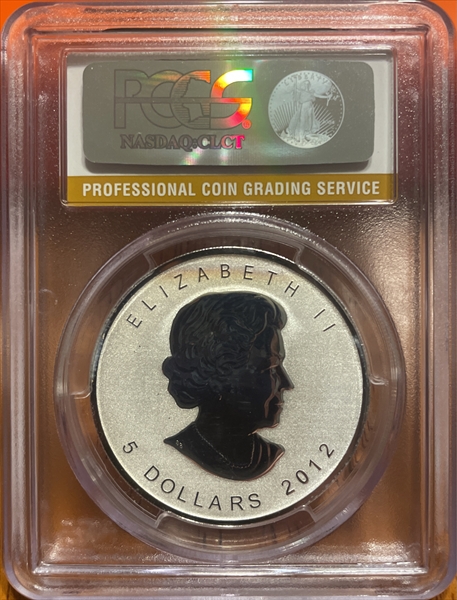 PCGS
NASDAQ:CLCT
PROFESSIONAL COIN GRADING SERVICE
ELIZABETH II
5 DOLLARS 2012